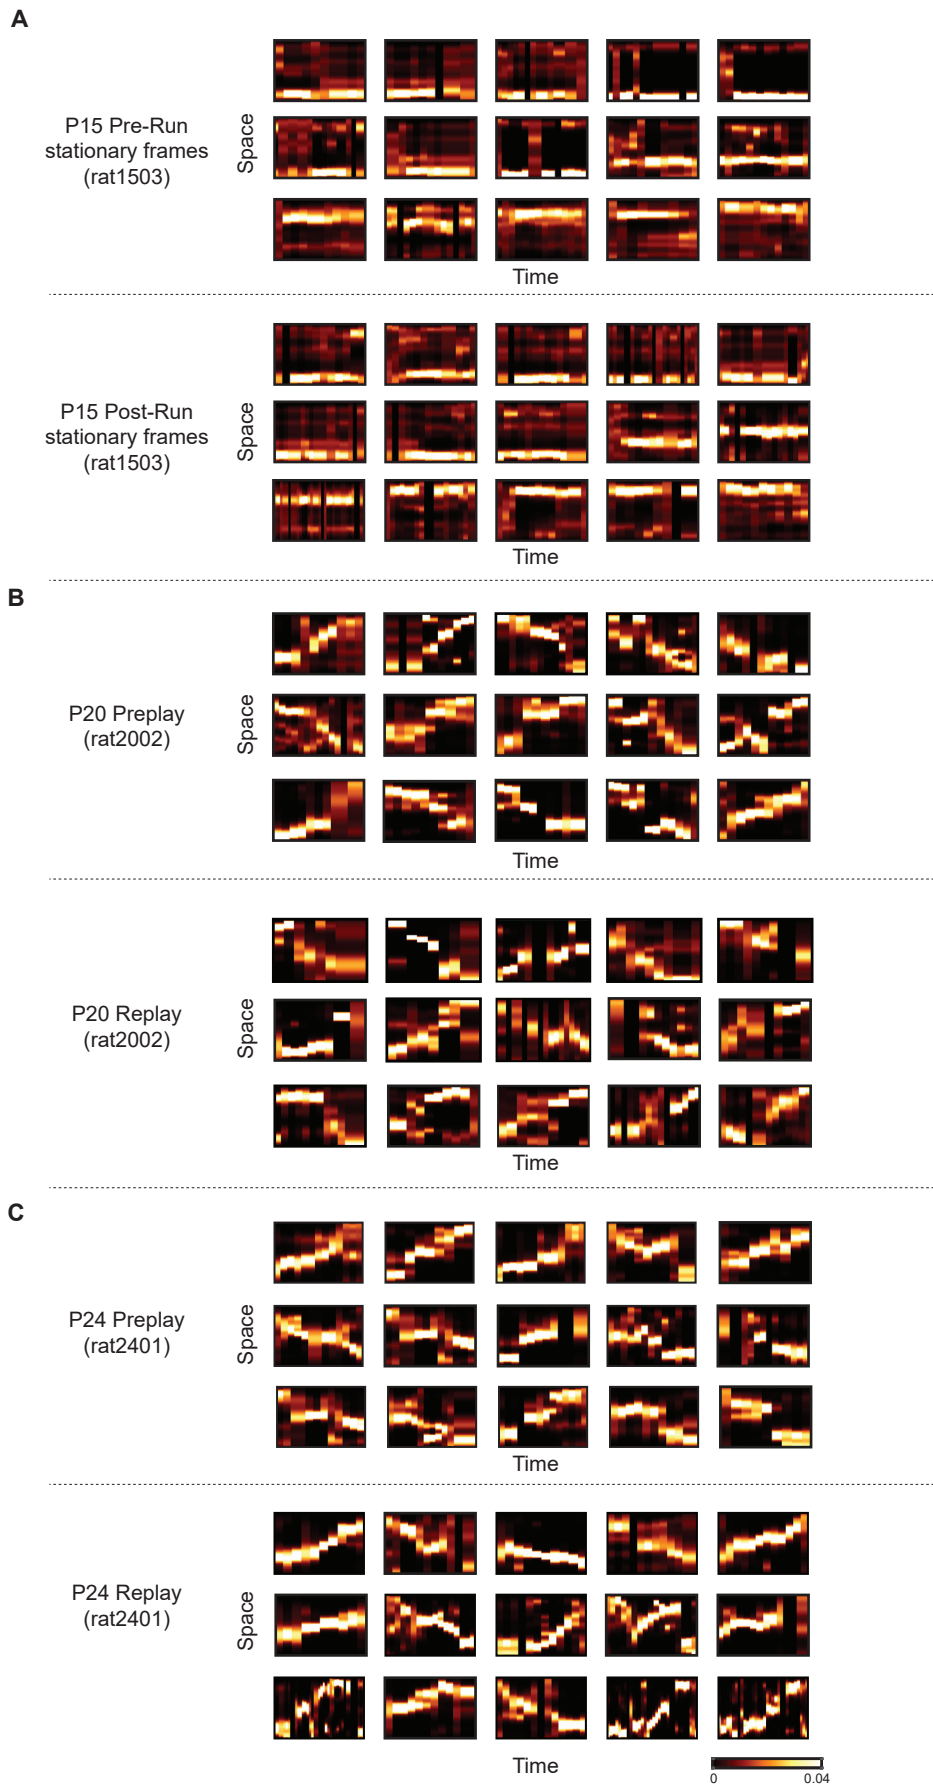 A
P15 Pre-Run
stationary frames
(rat1503)
Space
Time
P15 Post-Run
stationary frames
(rat1503)
Space
Time
B
P20 Preplay
(rat2002)
Space
Time
P20 Replay
(rat2002)
Space
Time
C
P24 Preplay
(rat2401)
Space
Time
P24 Replay
(rat2401)
Space
Time
0 0.04